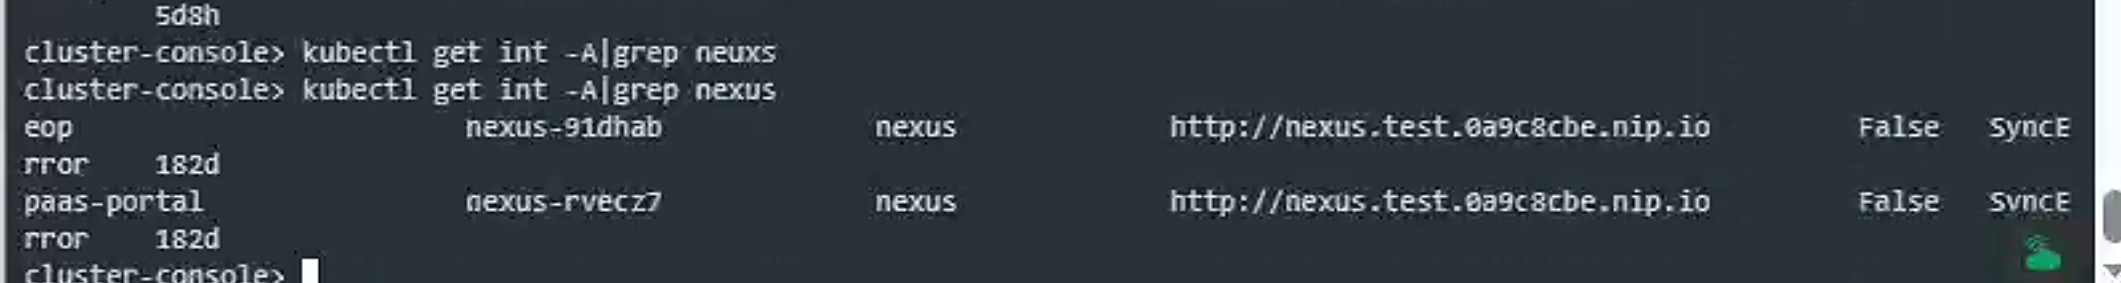 5d8h
cluster-console> kubectl get int -A|grep neuxs
cluster-console> kubectl get int -A|grep nexus
eop nexus-91dhab nexus http://nexus.test.0a9c8cbe.nip.io False SyncE
rror 182d
paas-portal nexus-rvecz7 nexus http://nexus.test.0a9c8cbe.nip.io False SyncE
rror 182d
cluster-console>